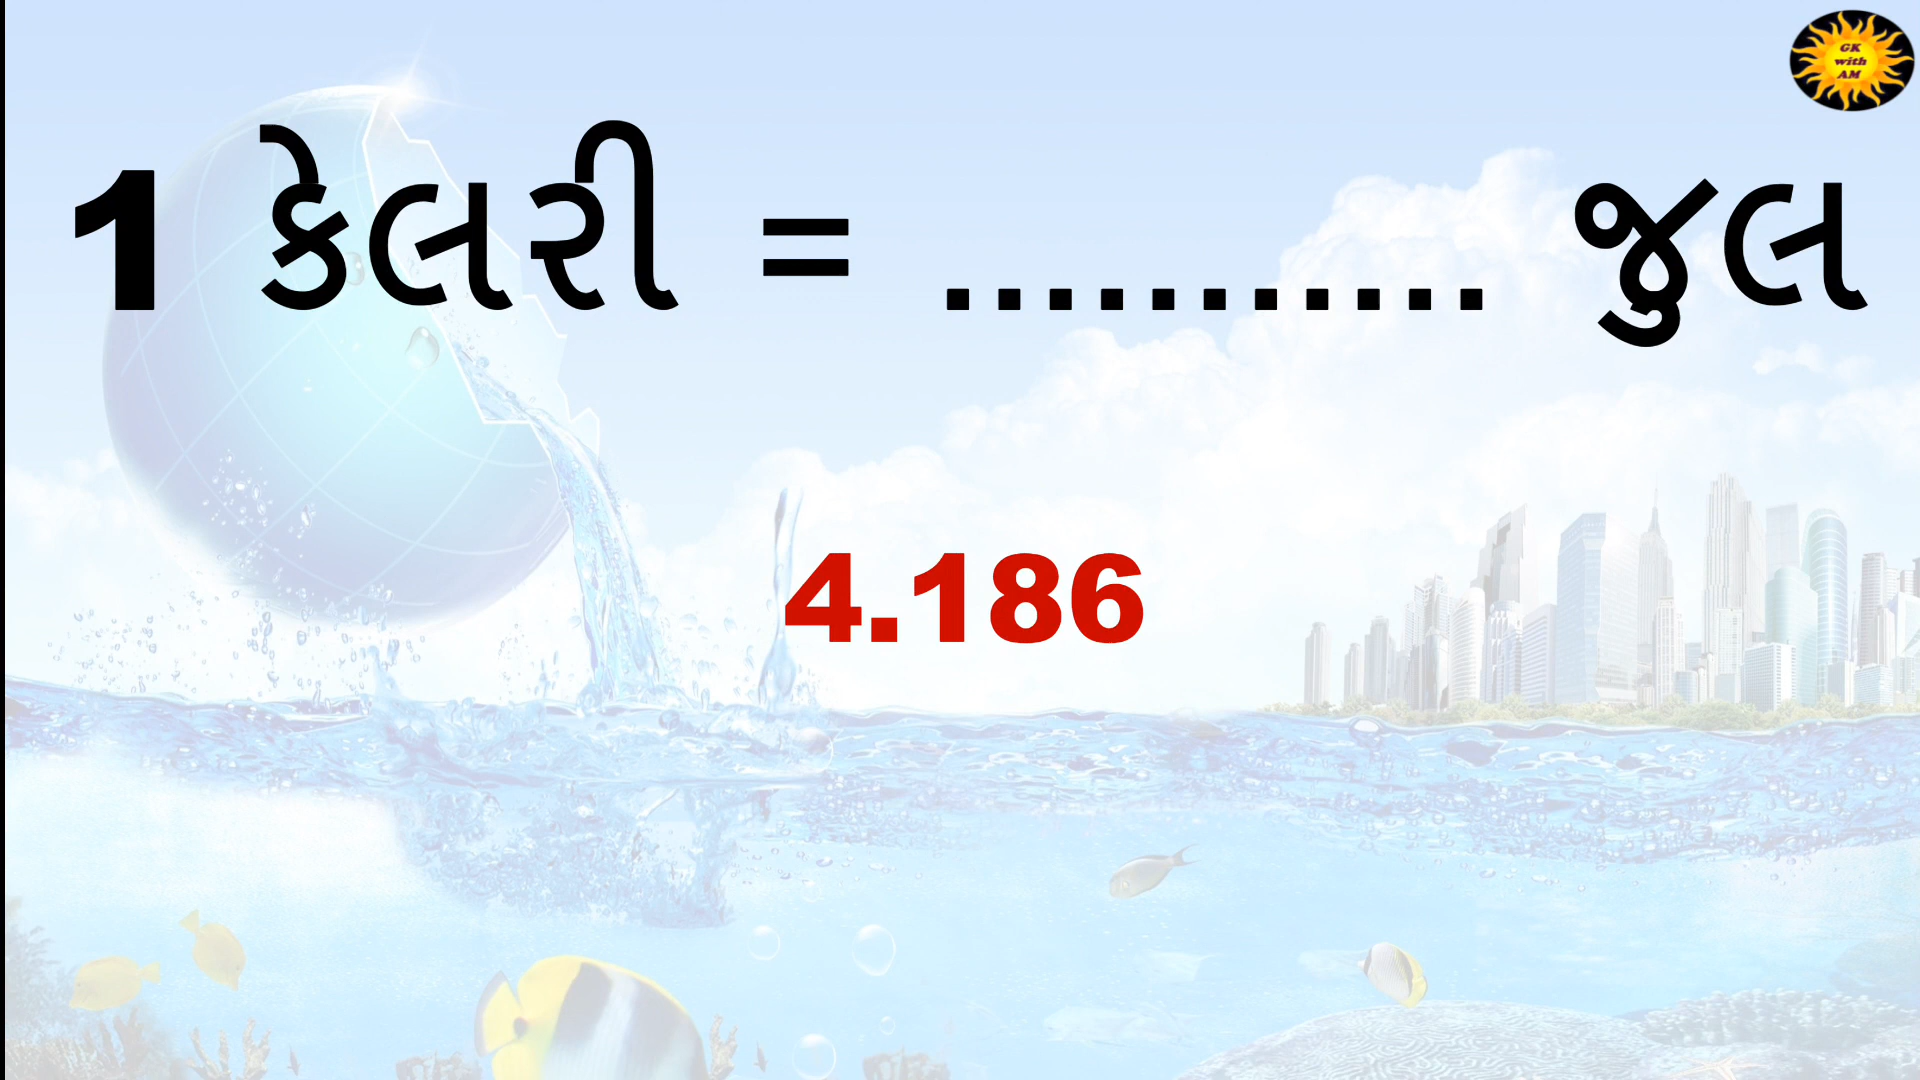 GK
with
AM
1 કેલરી = ........... જુલ
4.186